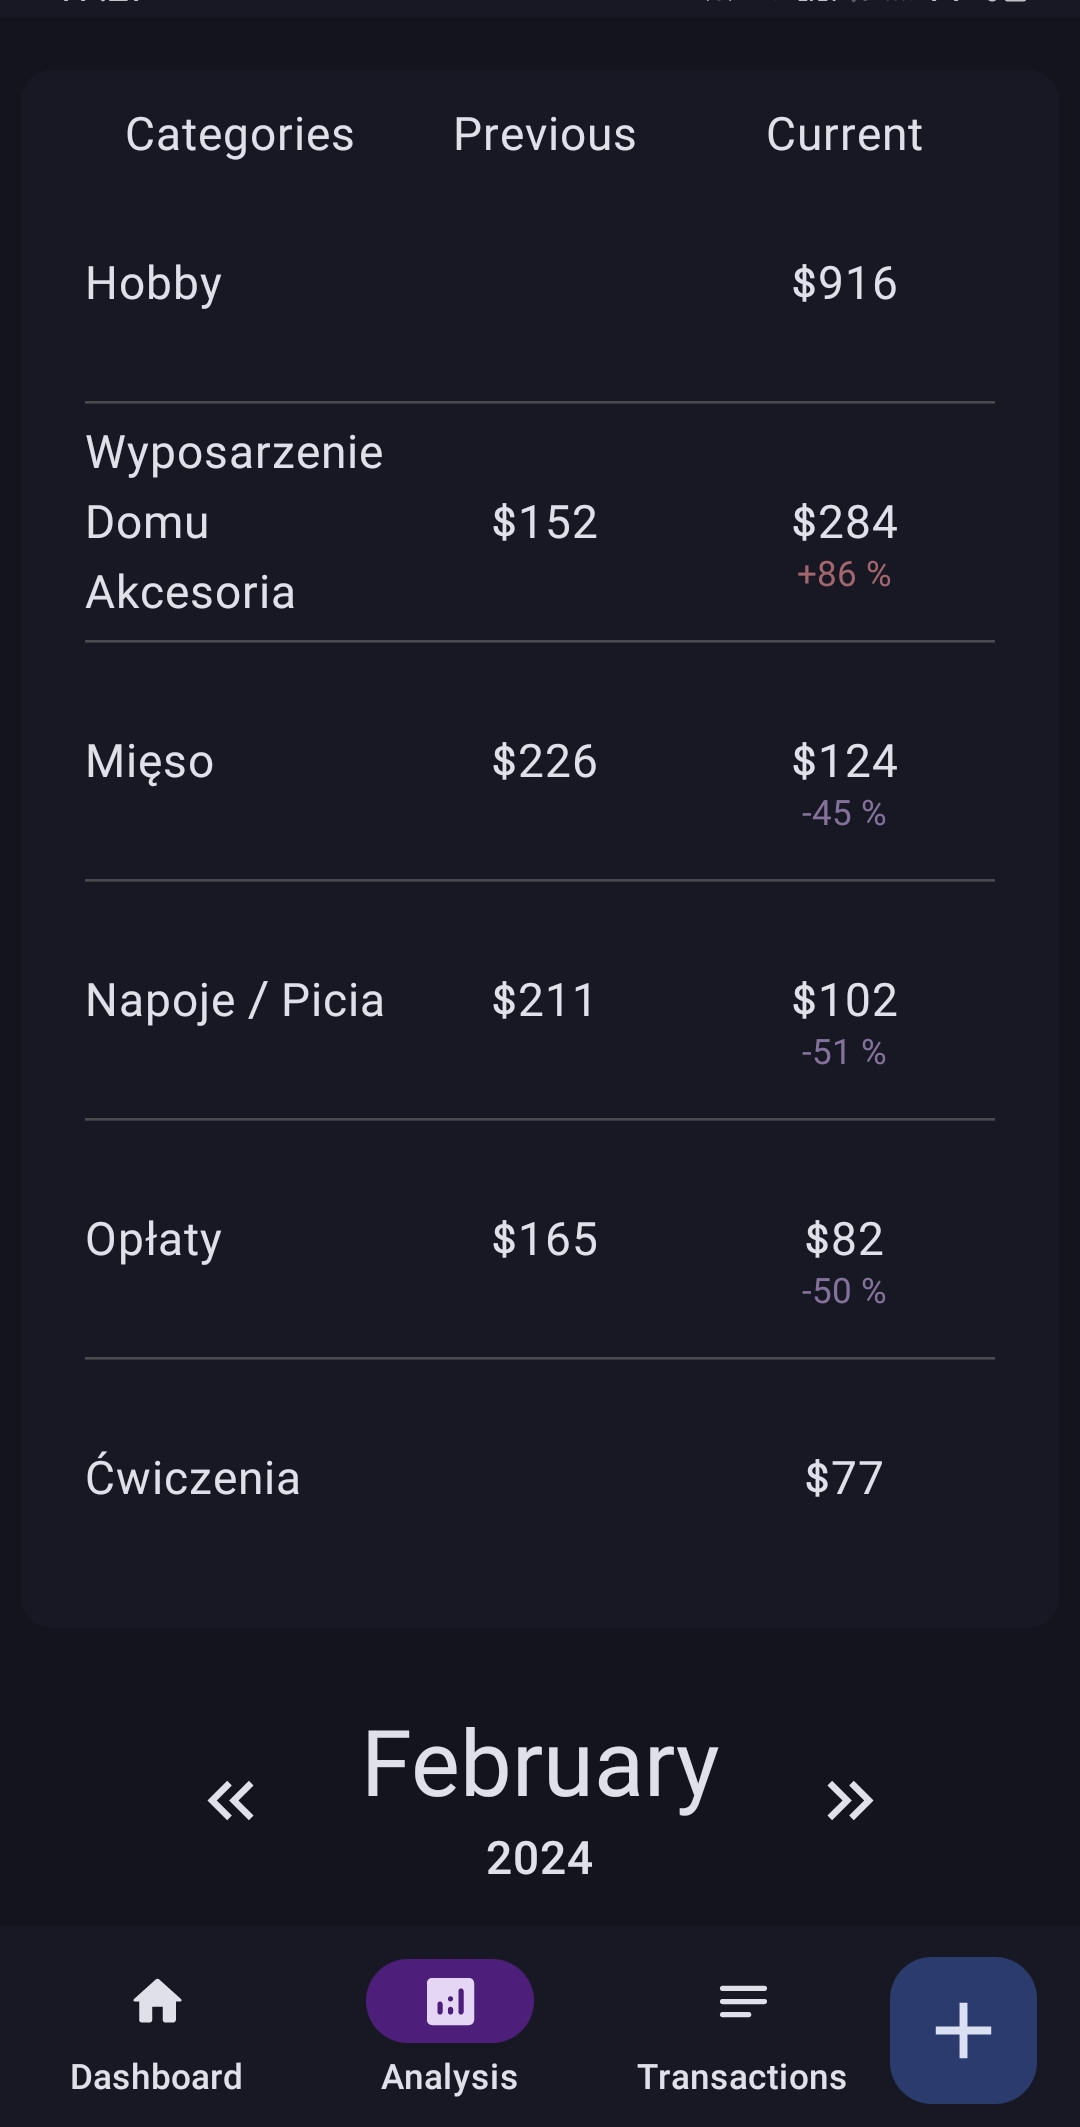 Categories Previous Current
Hobby $916
Wyposarzenie
Domu $152 $284
+86 %
Akcesoria
Mięso $226 $124
-45 %
Napoje / Picia $211 $102
-51 %
Opłaty $165 $82
-50 %
Ćwiczenia $77
February
2024
Dashboard Analysis Transactions